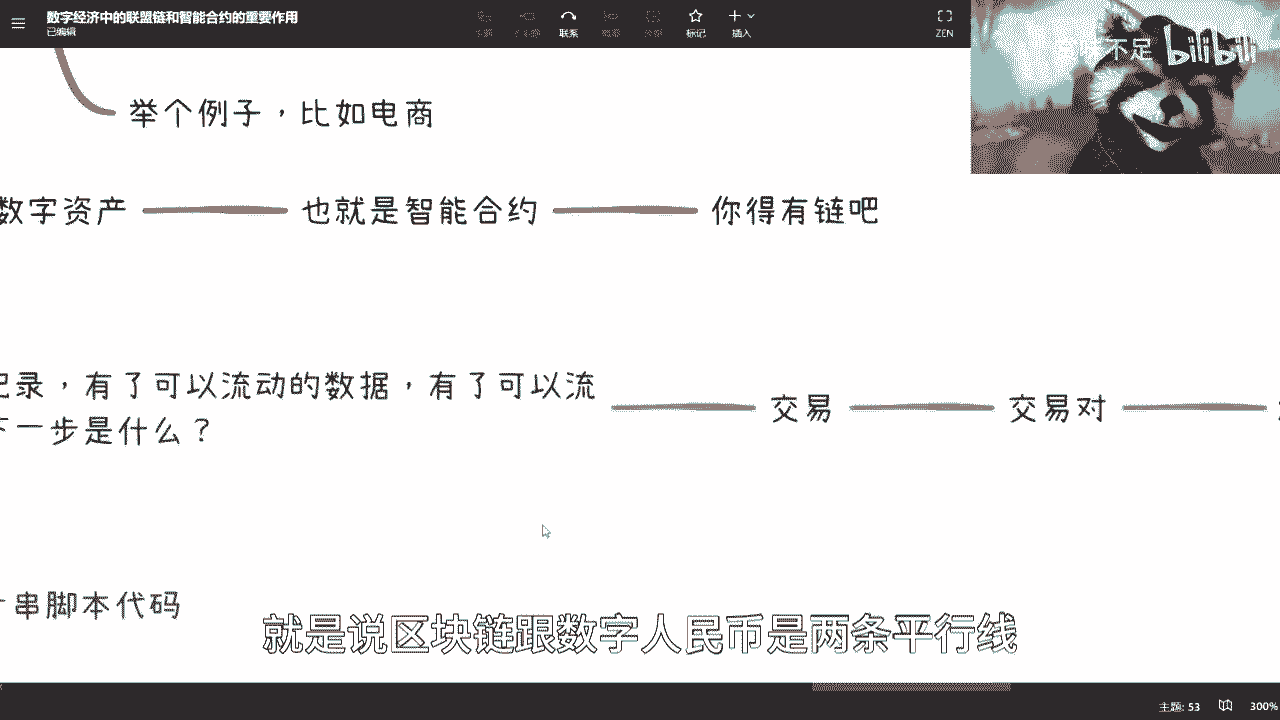 数字经济中的联盟链和智能合约的重要作用
已编辑
联系
标记
插入
ZEN
不足 bilibili
举个例子，比如电商
数字资产
也就是智能合约
你得有链吧
记录，有了可以流动的数据，有了可以流
下一步是什么？
交易
交易对
串脚本代码
就是说区块链跟数字人民币是两条平行线
主题: 53
300%